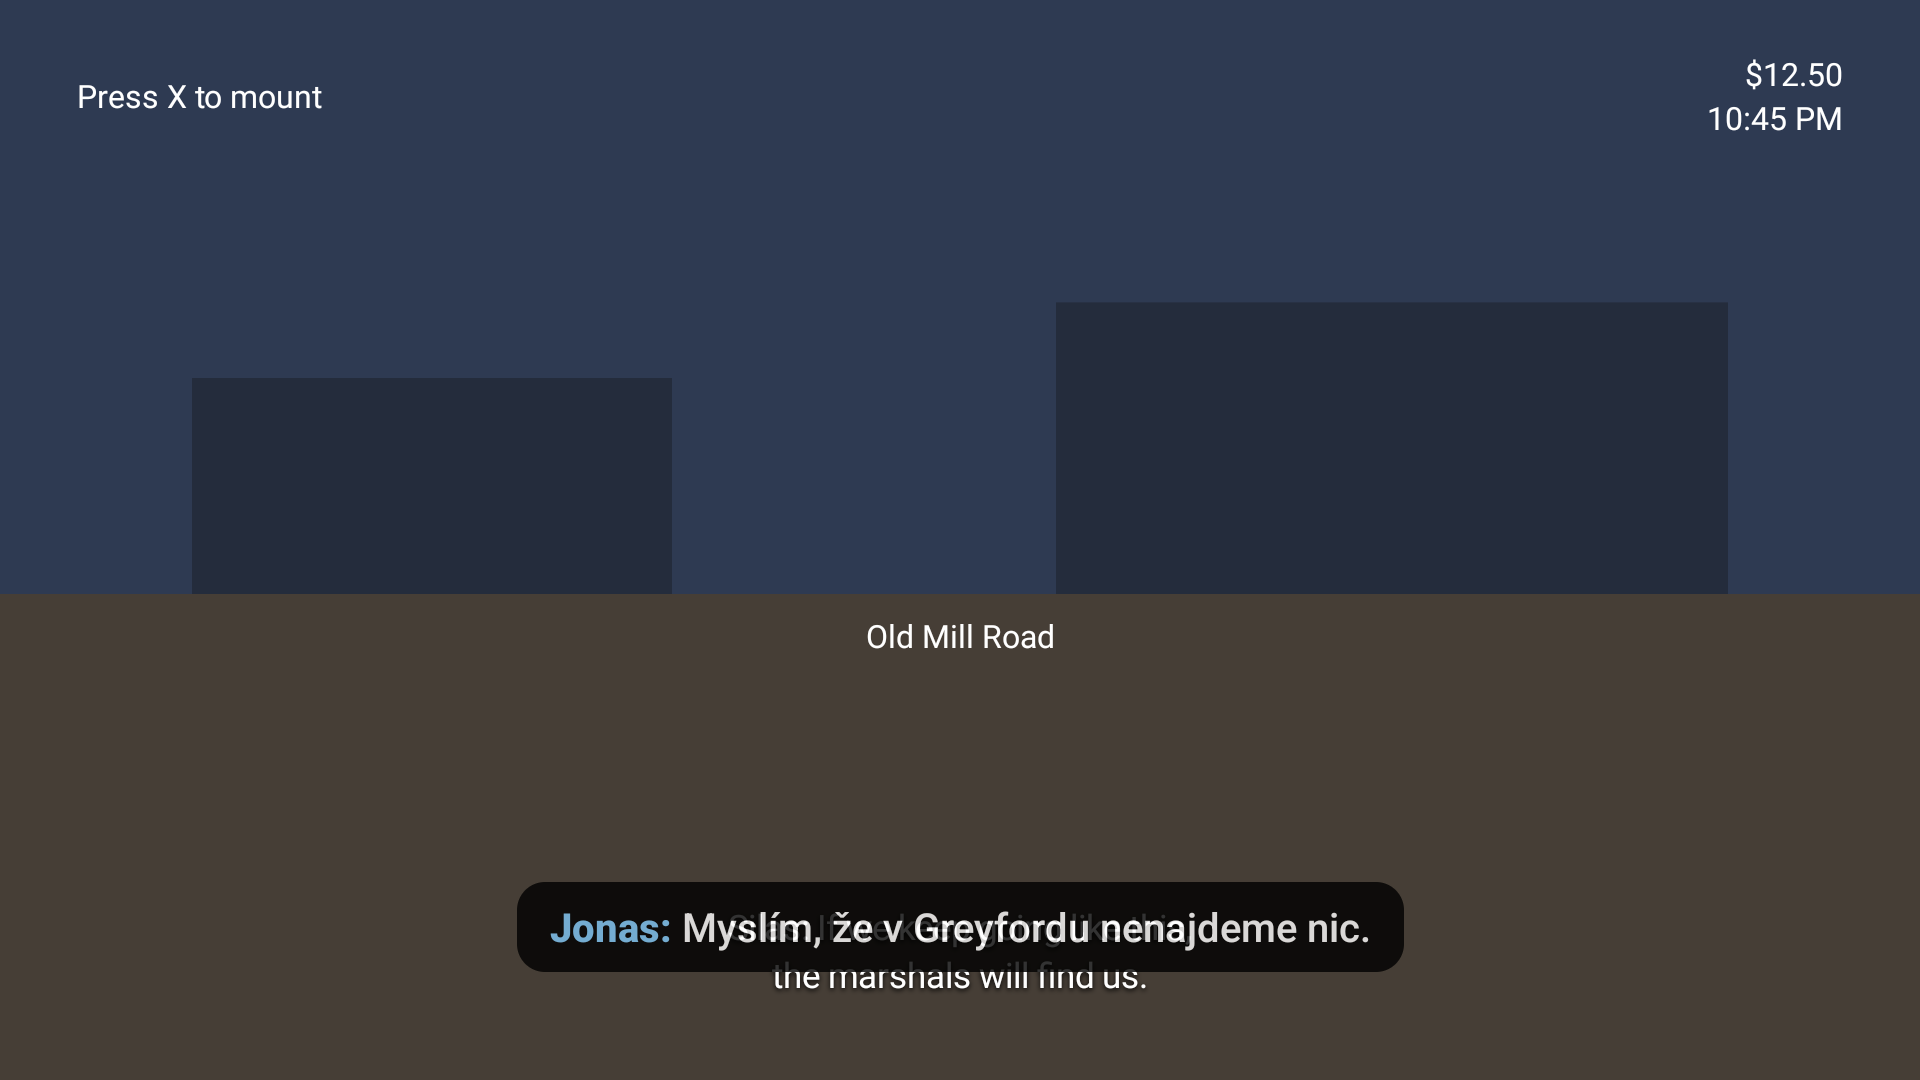 Press X to mount
$12.50
10:45 PM
Old Mill Road
Jonas: Myslím, že v Greyfordu nenajdeme nic.
the marshals will find us.